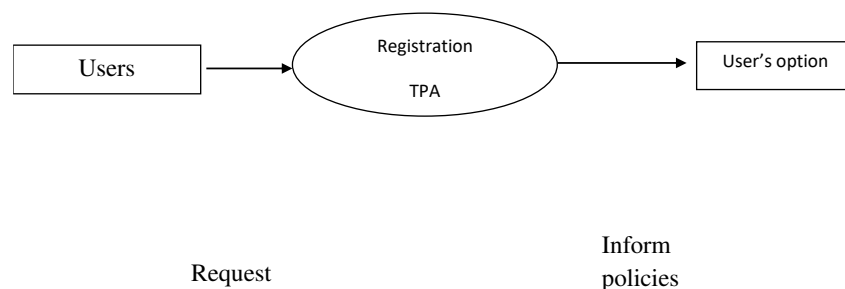 Users
Registration
TPA
User's option
Request
Inform
policies